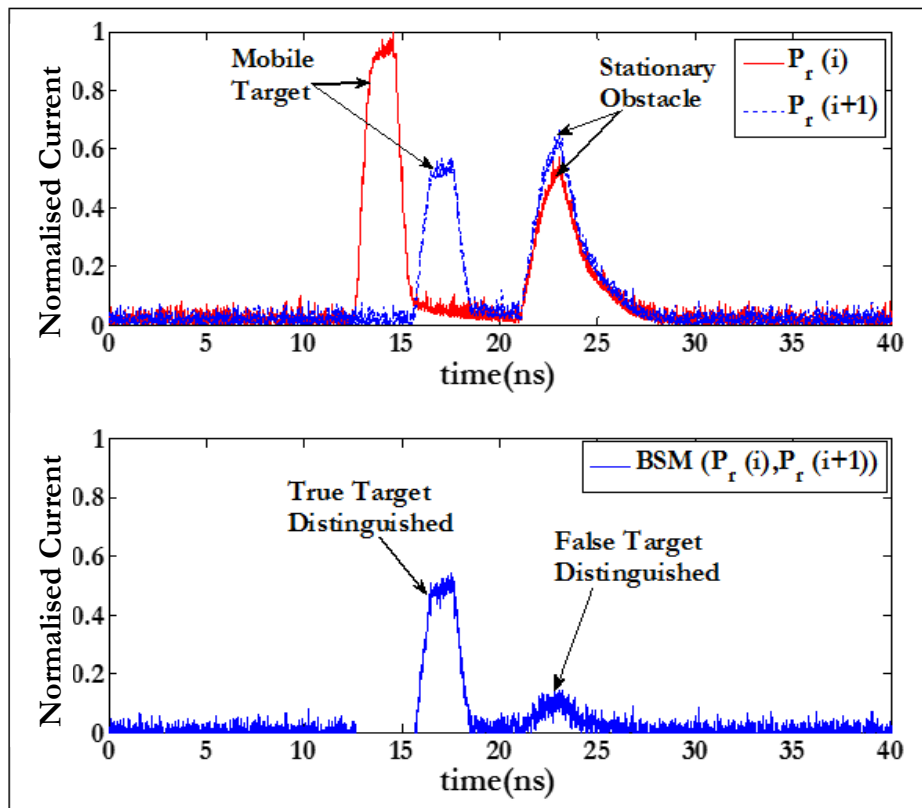 Normalised Current
1
0.8
0.6
0.4
0.2
0
Mobile
Target
Stationary
Obstacle
P_r (i)
P_r (i+1)
0 5 10 15 20 25 30 35 40
time(ns)
Normalised Current
1
0.8
0.6
0.4
0.2
0
True Target
Distinguished
False Target
Distinguished
BSM (P_r (i),P_r (i+1))
0 5 10 15 20 25 30 35 40
time(ns)